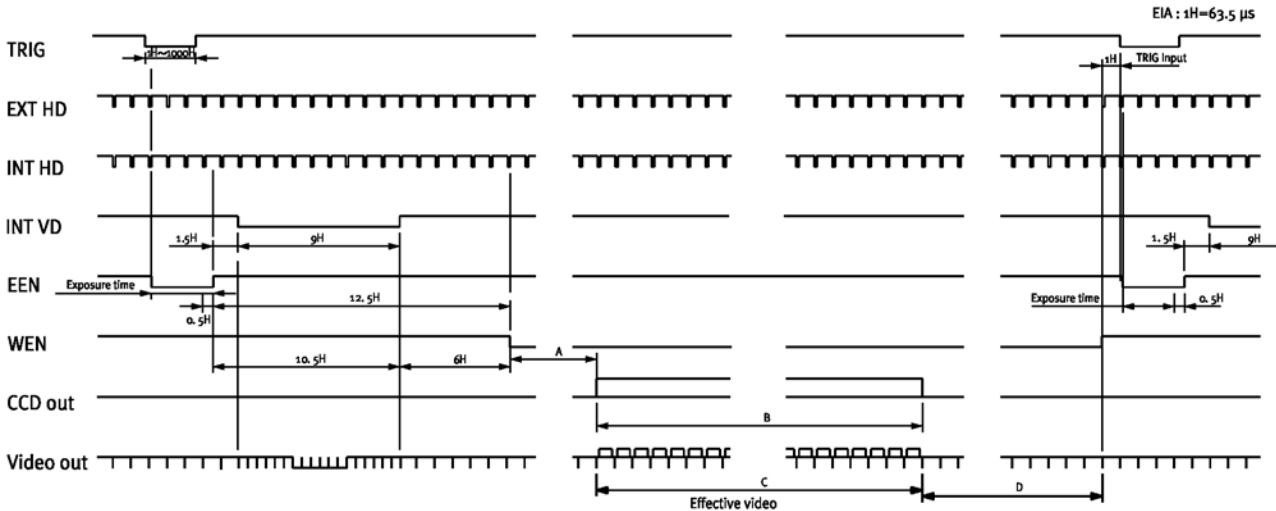 EIA : 1H=63.5 µs
TRIG
1H~1000H
1H
TRIG Input
EXT HD
INT HD
INT VD
1.5H
9H
1. 5H
9H
EEN
Exposure time
12. 5H
Exposure time
0. 5H
0. 5H
WEN
10. 5H
6H
A
CCD out
B
Video out
C
D
Effective video